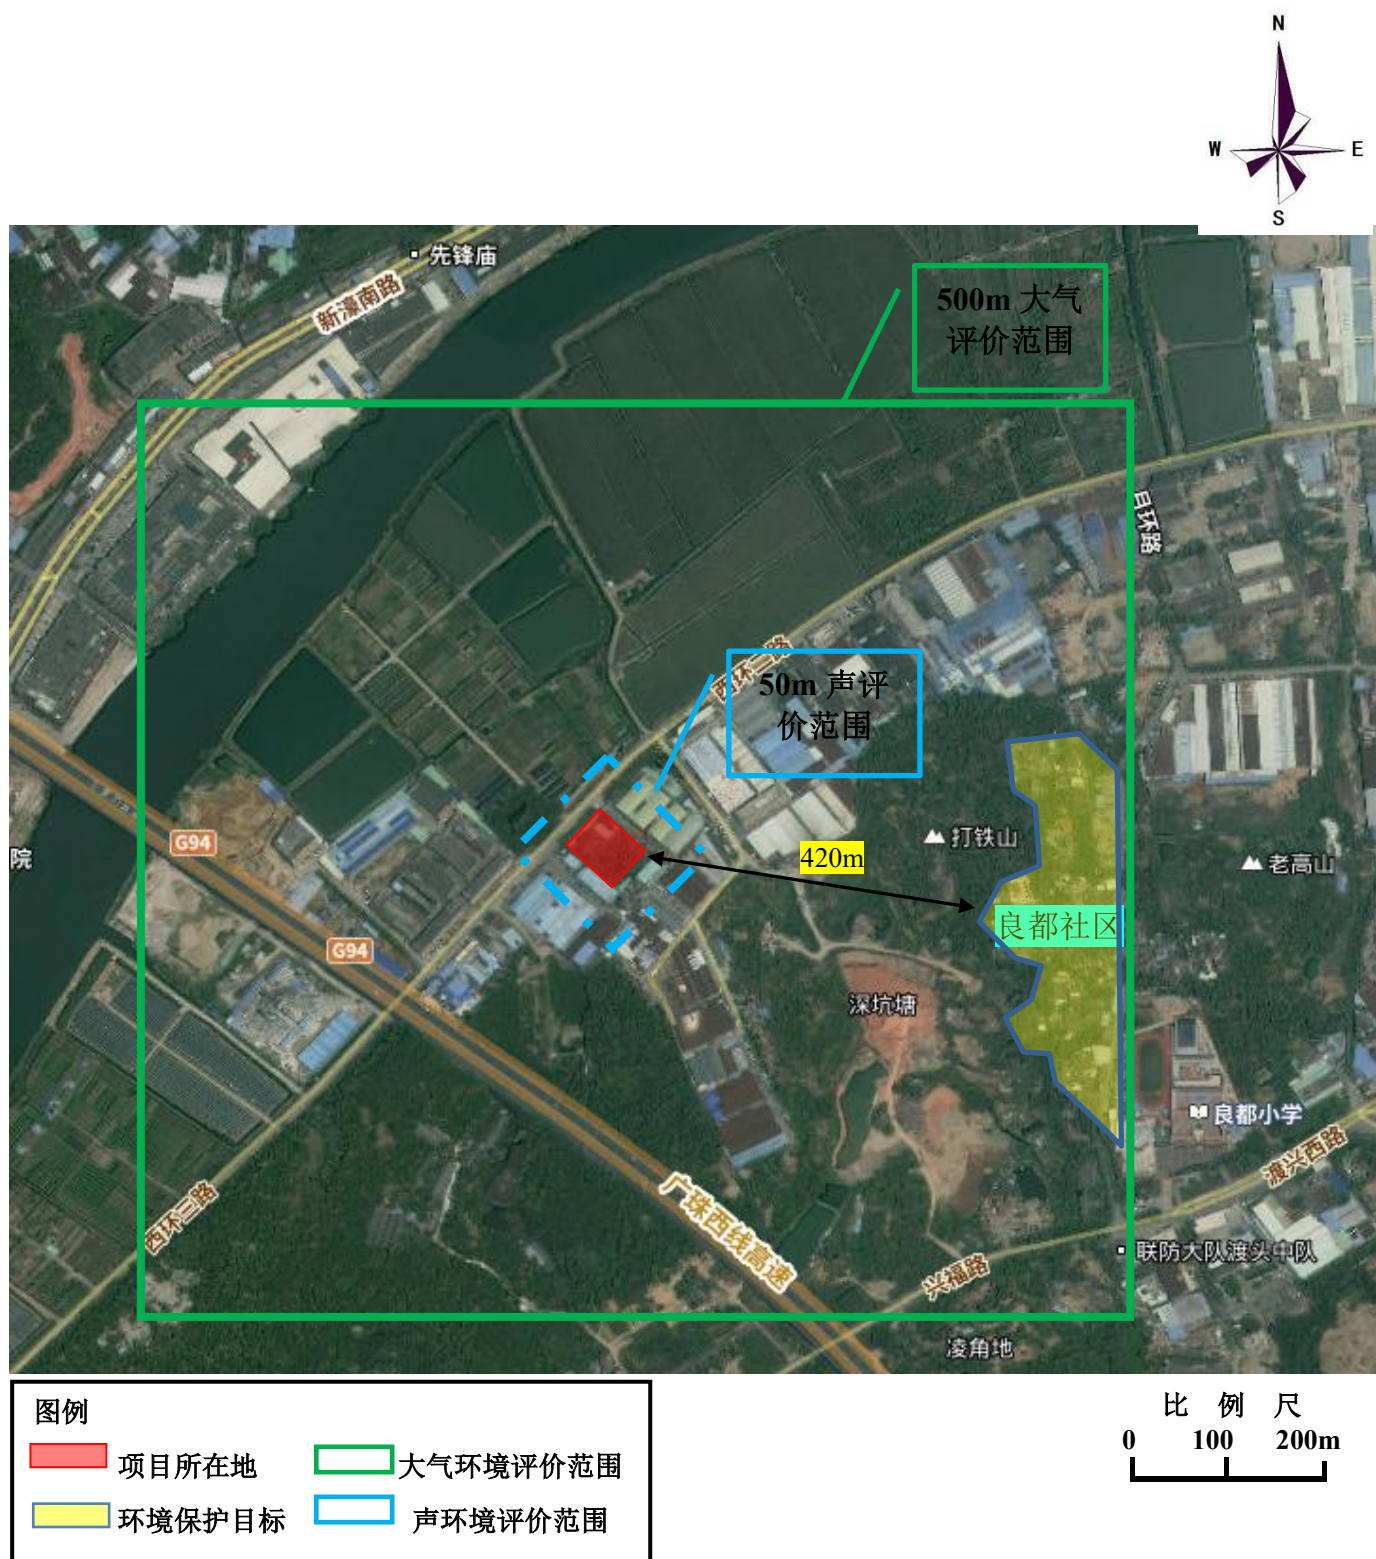 N
W
E
S
先锋庙
新濠南路
500m 大气
评价范围
目环路
西环二路
50m 声评
价范围
G94
院
打铁山
420m
老高山
良都社区
G94
深坑塘
良都小学
渡兴西路
广珠西线高速
西环二路
联防大队渡头中队
兴福路
凌角地
图例
项目所在地
大气环境评价范围
环境保护目标
声环境评价范围
比 例 尺
0 100 200m